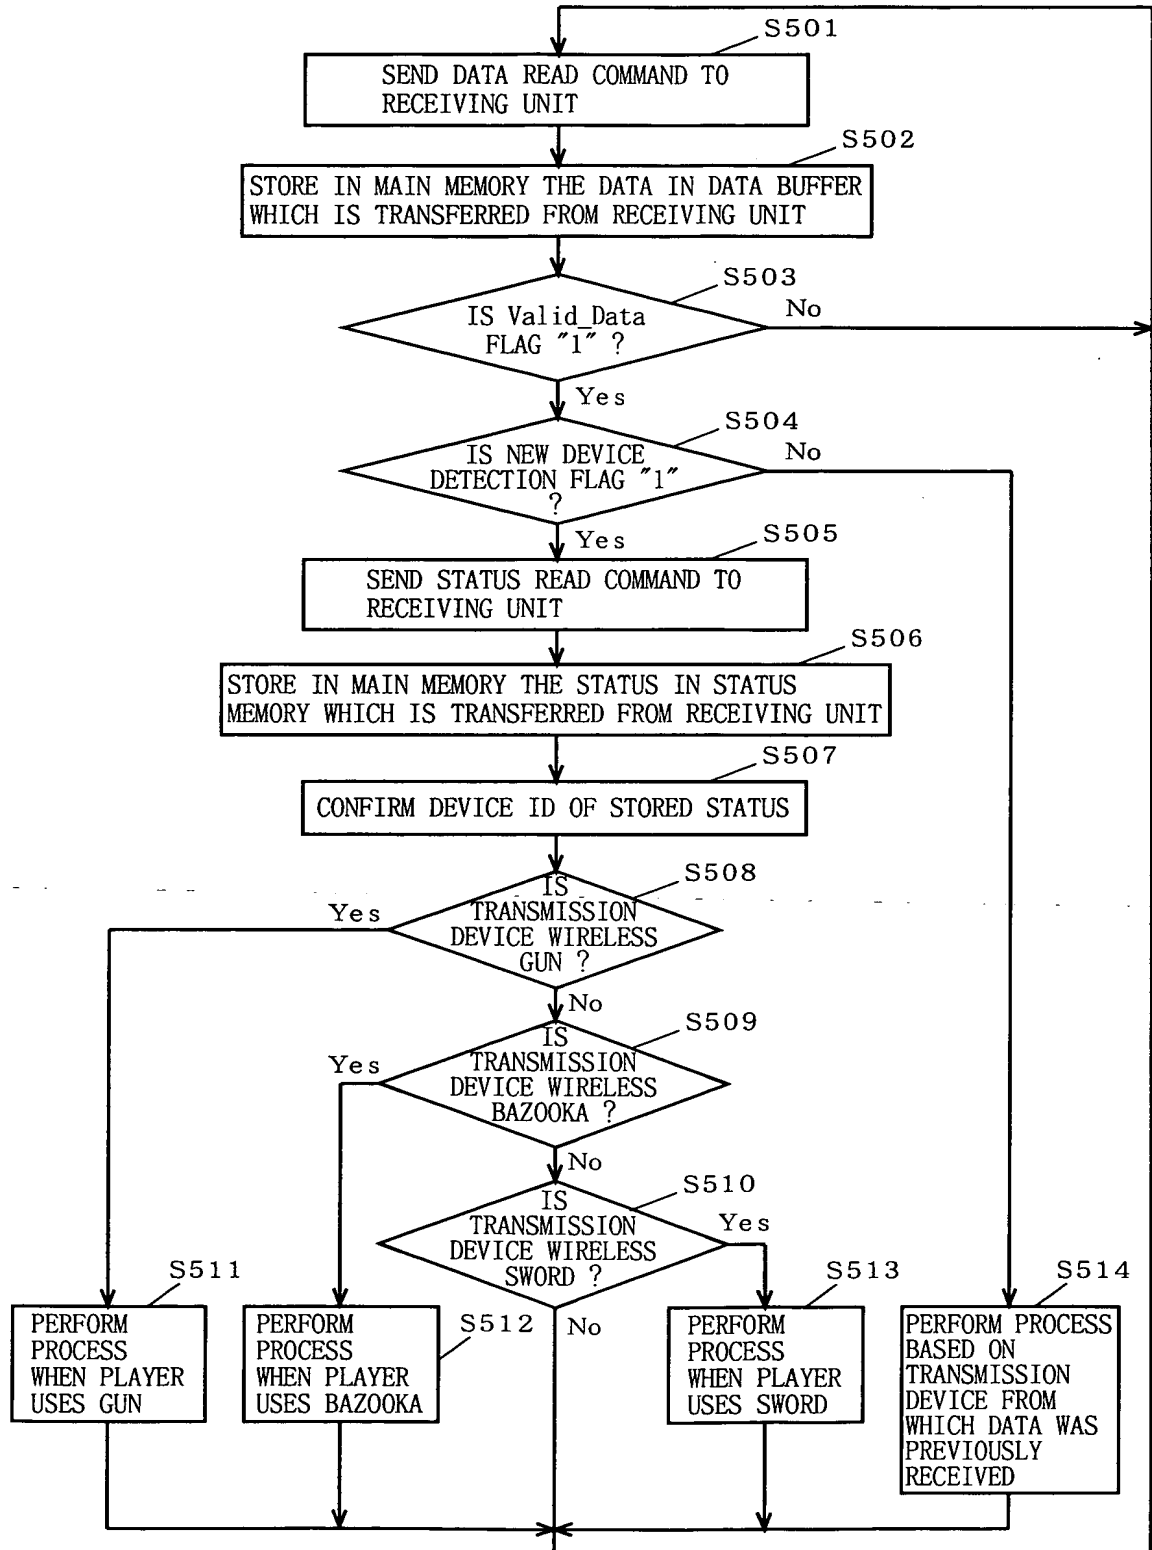 S501
SEND DATA READ COMMAND TO
RECEIVING UNIT
S502
STORE IN MAIN MEMORY THE DATA IN DATA BUFFER
WHICH IS TRANSFERRED FROM RECEIVING UNIT
S503
IS Valid_Data
FLAG "1" ?
No
Yes
S504
IS NEW DEVICE
DETECTION FLAG "1"
?
No
Yes
S505
SEND STATUS READ COMMAND TO
RECEIVING UNIT
S506
STORE IN MAIN MEMORY THE STATUS IN STATUS
MEMORY WHICH IS TRANSFERRED FROM RECEIVING UNIT
S507
CONFIRM DEVICE ID OF STORED STATUS
S508
IS
TRANSMISSION
DEVICE WIRELESS
GUN ?
Yes
No
S509
IS
TRANSMISSION
DEVICE WIRELESS
BAZOOKA ?
Yes
No
S510
IS
TRANSMISSION
DEVICE WIRELESS
SWORD ?
Yes
No
S511
PERFORM
PROCESS
WHEN PLAYER
USES GUN
S512
PERFORM
PROCESS
WHEN PLAYER
USES BAZOOKA
S513
PERFORM
PROCESS
WHEN PLAYER
USES SWORD
S514
PERFORM PROCESS
BASED ON
TRANSMISSION
DEVICE FROM
WHICH DATA WAS
PREVIOUSLY
RECEIVED